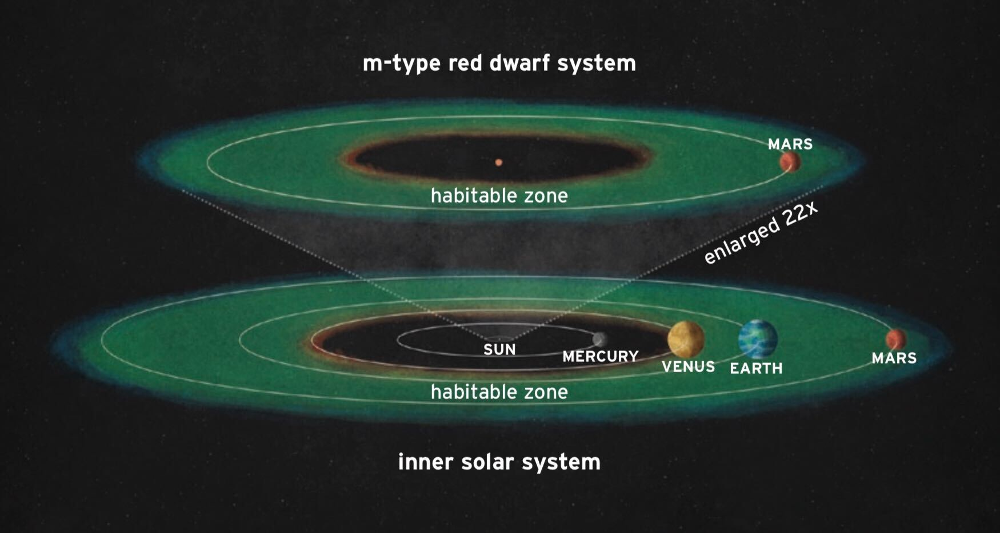 m-type red dwarf system
MARS
habitable zone
enlarged 22x
SUN
MERCURY
VENUS
EARTH
MARS
habitable zone
inner solar system